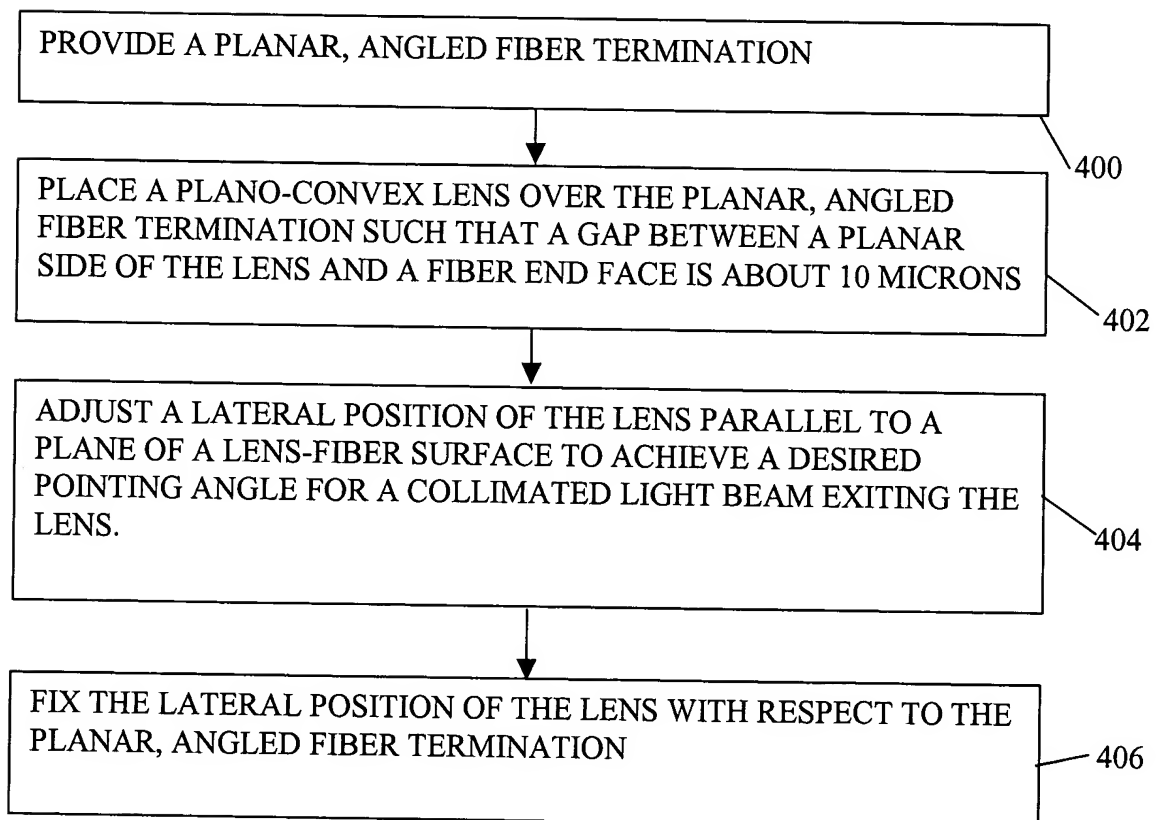 PROVIDE A PLANAR, ANGLED FIBER TERMINATION
400
PLACE A PLANO-CONVEX LENS OVER THE PLANAR, ANGLED
FIBER TERMINATION SUCH THAT A GAP BETWEEN A PLANAR
SIDE OF THE LENS AND A FIBER END FACE IS ABOUT 10 MICRONS
402
ADJUST A LATERAL POSITION OF THE LENS PARALLEL TO A
PLANE OF A LENS-FIBER SURFACE TO ACHIEVE A DESIRED
POINTING ANGLE FOR A COLLIMATED LIGHT BEAM EXITING THE
LENS.
404
FIX THE LATERAL POSITION OF THE LENS WITH RESPECT TO THE
PLANAR, ANGLED FIBER TERMINATION
406